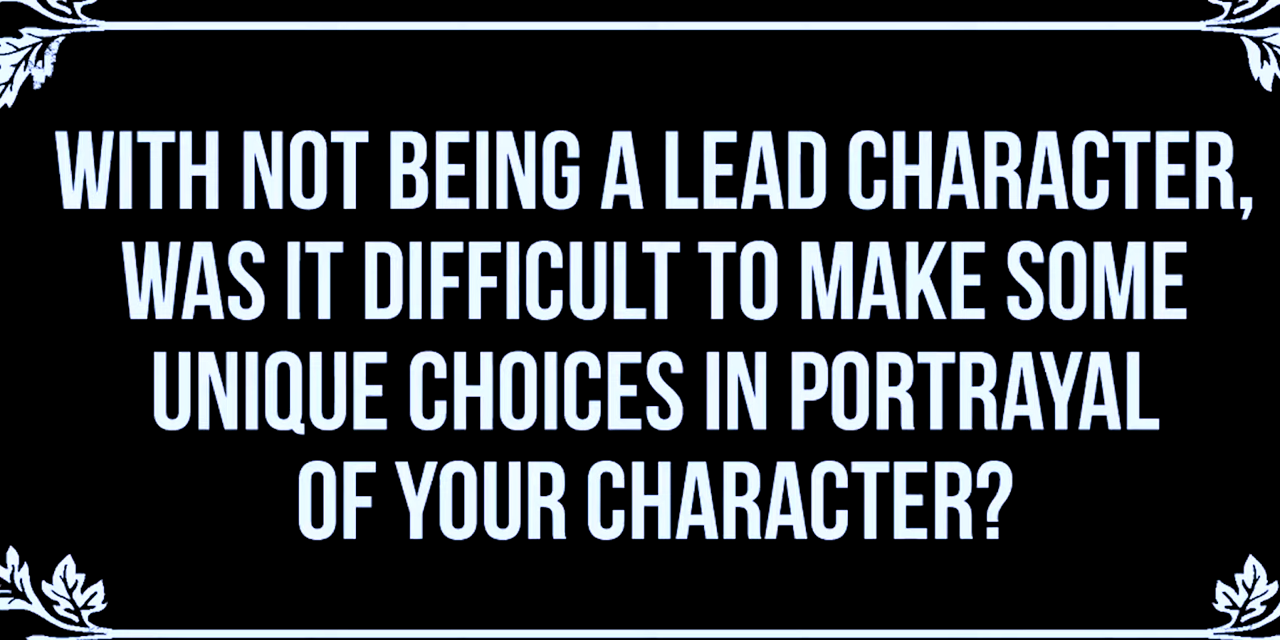 WITH NOT BEING A LEAD CHARACTER,
WAS IT DIFFICULT TO MAKE SOME
UNIQUE CHOICES IN PORTRAYAL
OF YOUR CHARACTER?